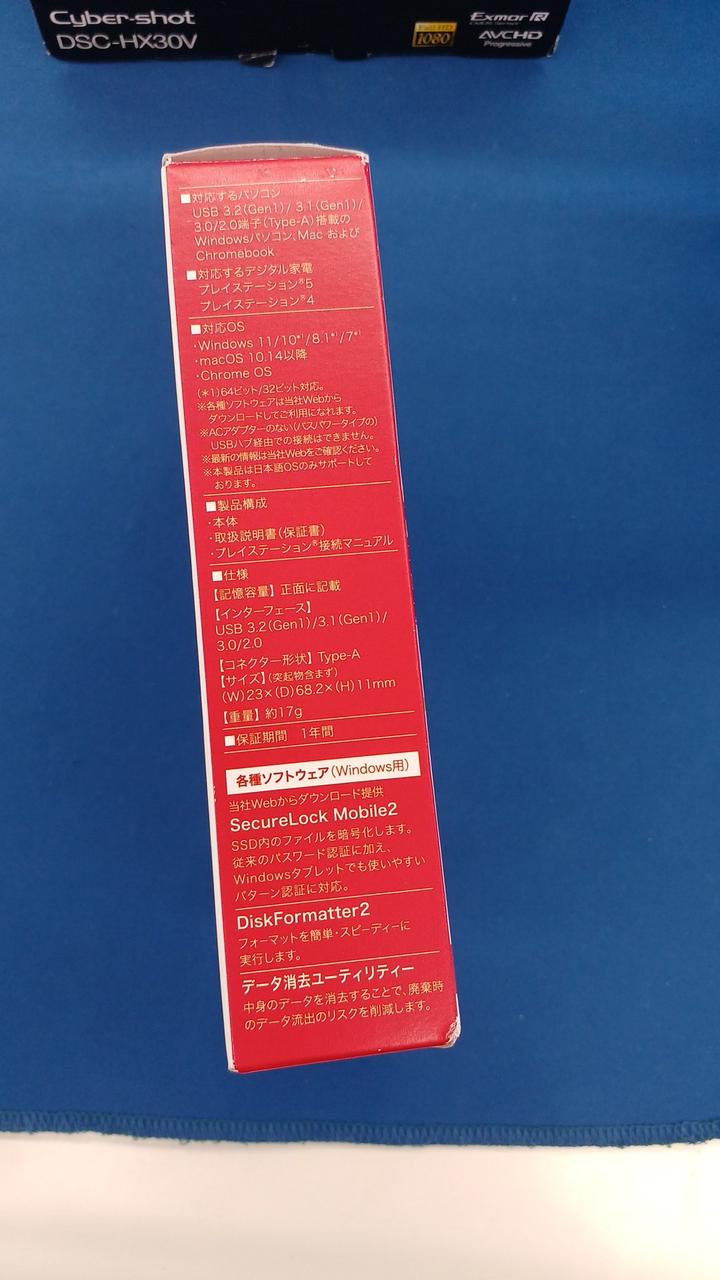 Cyber-shot
DSC-HX30V
Full HD
1080
Exmor R
CMOS Sensor
AVCHD
Progressive
■対応するパソコン
USB 3.2(Gen1)/ 3.1(Gen1)/
3.0/2.0端子(Type-A)搭載の
Windowsパソコン、Mac および
Chromebook
■対応するデジタル家電
プレイステーション®5
プレイステーション®4
■対応OS
・Windows 11/10*¹/8.1*¹/7*¹
・macOS 10.14以降
・Chrome OS
(＊1)64ビット/32ビット対応。
※各種ソフトウェアは当社Webから
ダウンロードしてご利用になれます。
※ACアダプターのない(バスパワータイプの)
USBハブ経由での接続はできません。
※最新の情報は当社Webをご確認ください。
※本製品は日本語OSのみサポートして
おります。
■製品構成
・本体
・取扱説明書(保証書)
・プレイステーション®接続マニュアル
■仕様
【記憶容量】正面に記載
【インターフェース】
USB 3.2(Gen1)/3.1(Gen1)/
3.0/2.0
【コネクター形状】Type-A
【サイズ】(突起物含まず)
(W)23×(D)68.2×(H)11mm
【重量】約17g
■保証期間 1年間
各種ソフトウェア(Windows用)
当社Webからダウンロード提供
SecureLock Mobile2
SSD内のファイルを暗号化します。
従来のパスワード認証に加え、
Windowsタブレットでも使いやすい
パターン認証に対応。
DiskFormatter2
フォーマットを簡単・スピーディーに
実行します。
データ消去ユーティリティー
中身のデータを消去することで、廃棄時
のデータ流出のリスクを削減します。